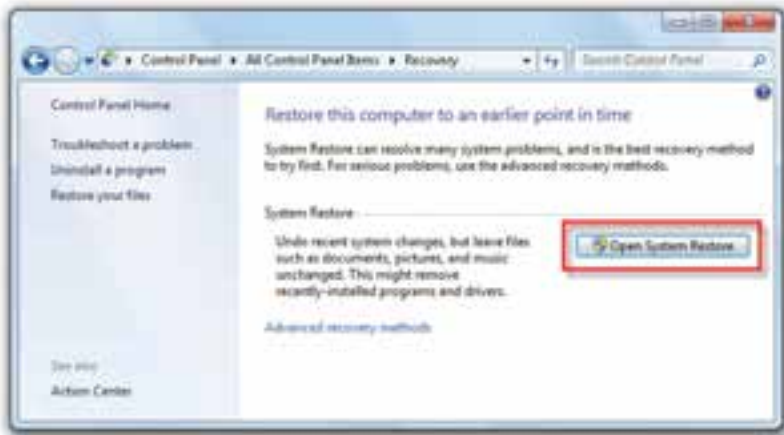 Control Panel ▸ All Control Panel Items ▸ Recovery
Search Control Panel
Control Panel Home
Troubleshoot a problem
Uninstall a program
Restore your files
See also
Action Center
Restore this computer to an earlier point in time
System Restore can resolve many system problems, and is the best recovery method
to try first. For serious problems, use the advanced recovery methods.
System Restore
Undo recent system changes, but leave files
such as documents, pictures, and music
unchanged. This might remove
recently-installed programs and drivers.
Open System Restore
Advanced recovery methods